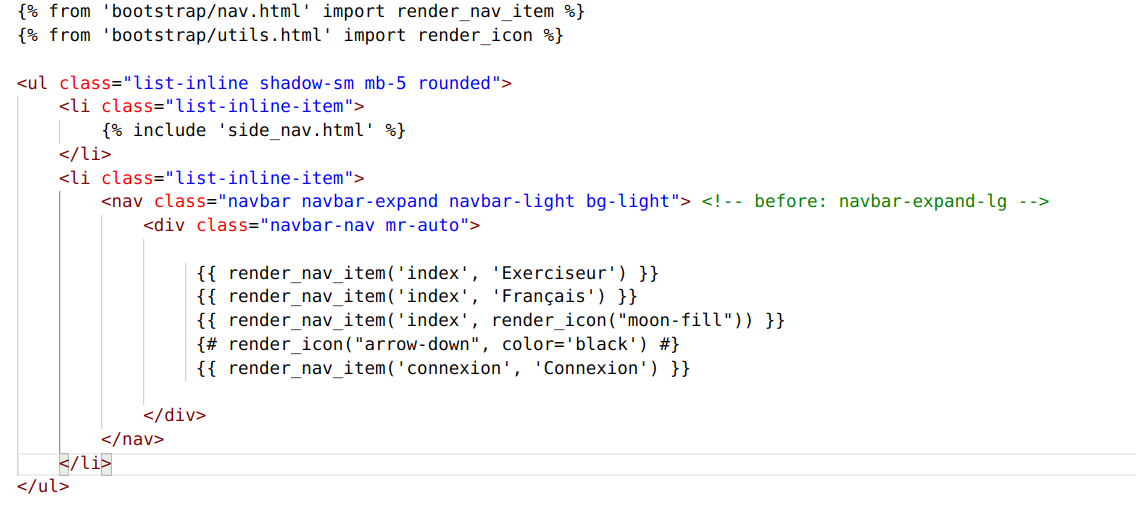 {% from 'bootstrap/nav.html' import render_nav_item %}
{% from 'bootstrap/utils.html' import render_icon %}

<ul class="list-inline shadow-sm mb-5 rounded">
    <li class="list-inline-item">
        {% include 'side_nav.html' %}
    </li>
    <li class="list-inline-item">
        <nav class="navbar navbar-expand navbar-light bg-light"> <!-- before: navbar-expand-lg -->
            <div class="navbar-nav mr-auto">

                 {{ render_nav_item('index', 'Exerciseur') }}
                 {{ render_nav_item('index', 'Français') }}
                 {{ render_nav_item('index', render_icon("moon-fill")) }}
                 {# render_icon("arrow-down", color='black') #}
                 {{ render_nav_item('connexion', 'Connexion') }}

            </div>
        </nav>
    </li>
</ul>